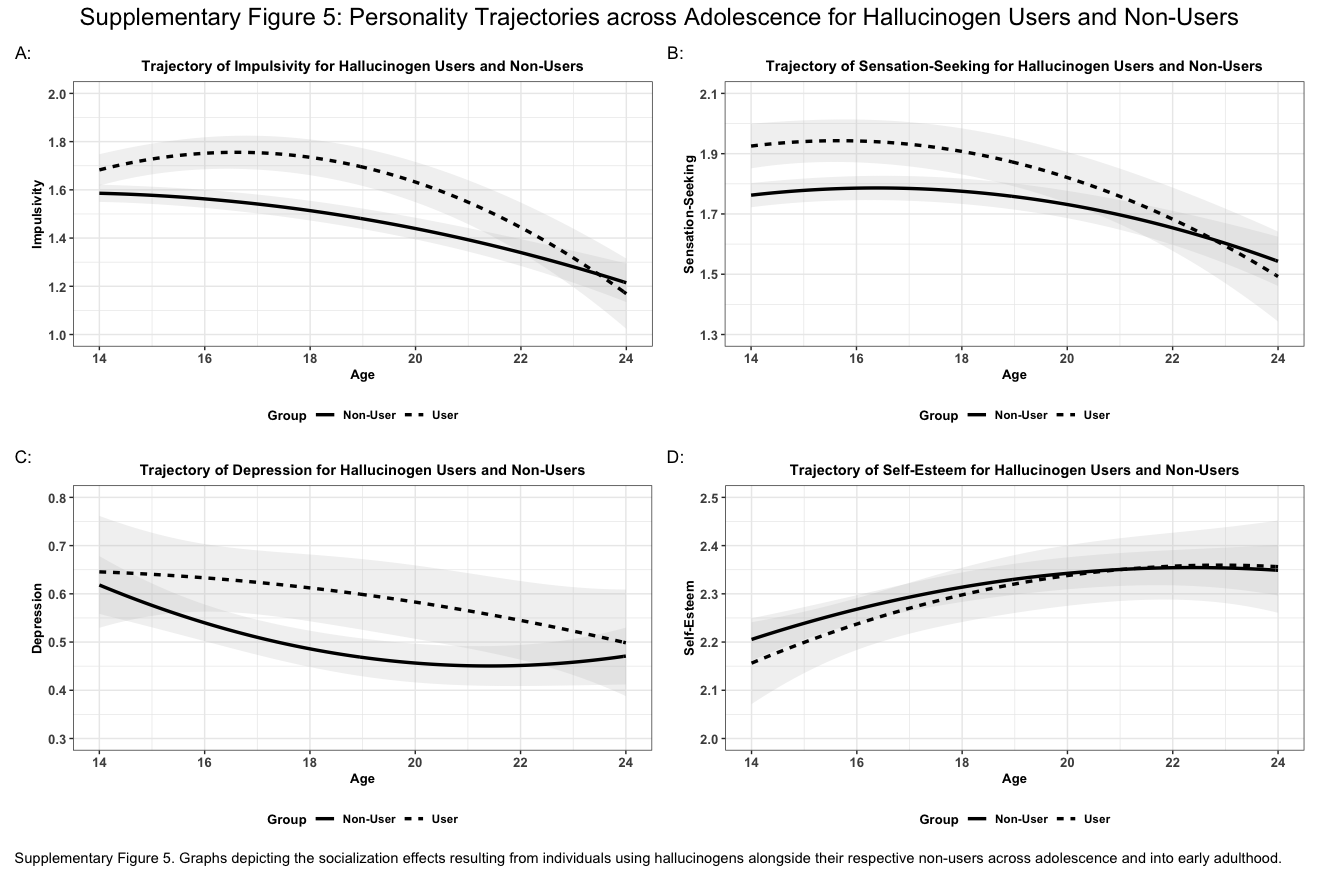 Supplementary Figure 5: Personality Trajectories across Adolescence for Hallucinogen Users and Non-Users
A:
Trajectory of Impulsivity for Hallucinogen Users and Non-Users
Impulsivity
2.0
1.8
1.6
1.4
1.2
1.0
14 16 18 20 22 24
Age
Group Non-User User
B:
Trajectory of Sensation-Seeking for Hallucinogen Users and Non-Users
Sensation-Seeking
2.1
1.9
1.7
1.5
1.3
14 16 18 20 22 24
Age
Group Non-User User
C:
Trajectory of Depression for Hallucinogen Users and Non-Users
Depression
0.8
0.7
0.6
0.5
0.4
0.3
14 16 18 20 22 24
Age
Group Non-User User
D:
Trajectory of Self-Esteem for Hallucinogen Users and Non-Users
Self-Esteem
2.5
2.4
2.3
2.2
2.1
2.0
14 16 18 20 22 24
Age
Group Non-User User
Supplementary Figure 5. Graphs depicting the socialization effects resulting from individuals using hallucinogens alongside their respective non-users across adolescence and into early adulthood.